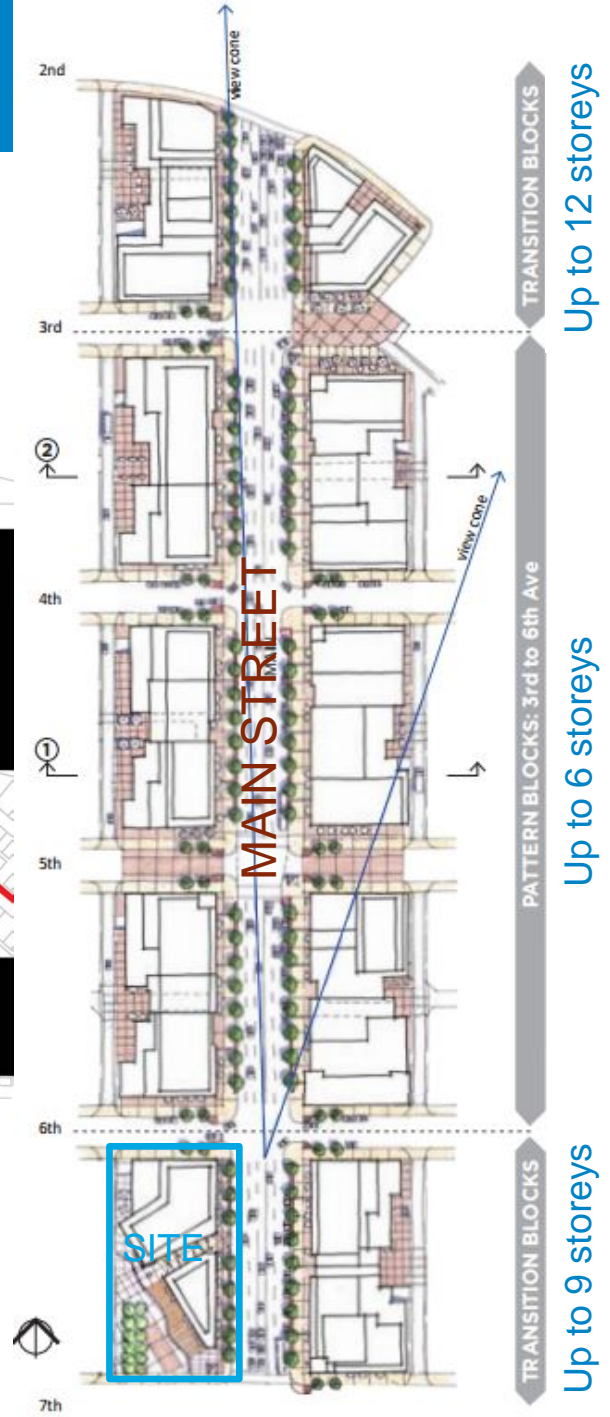 2nd
view cone
TRANSITION BLOCKS
Up to 12 storeys
3rd
2
view cone
4th
MAIN STREET
MAIN
PATTERN BLOCKS: 3rd to 6th Ave
Up to 6 storeys
1
5th
6th
SITE
TRANSITION BLOCKS
Up to 9 storeys
7th